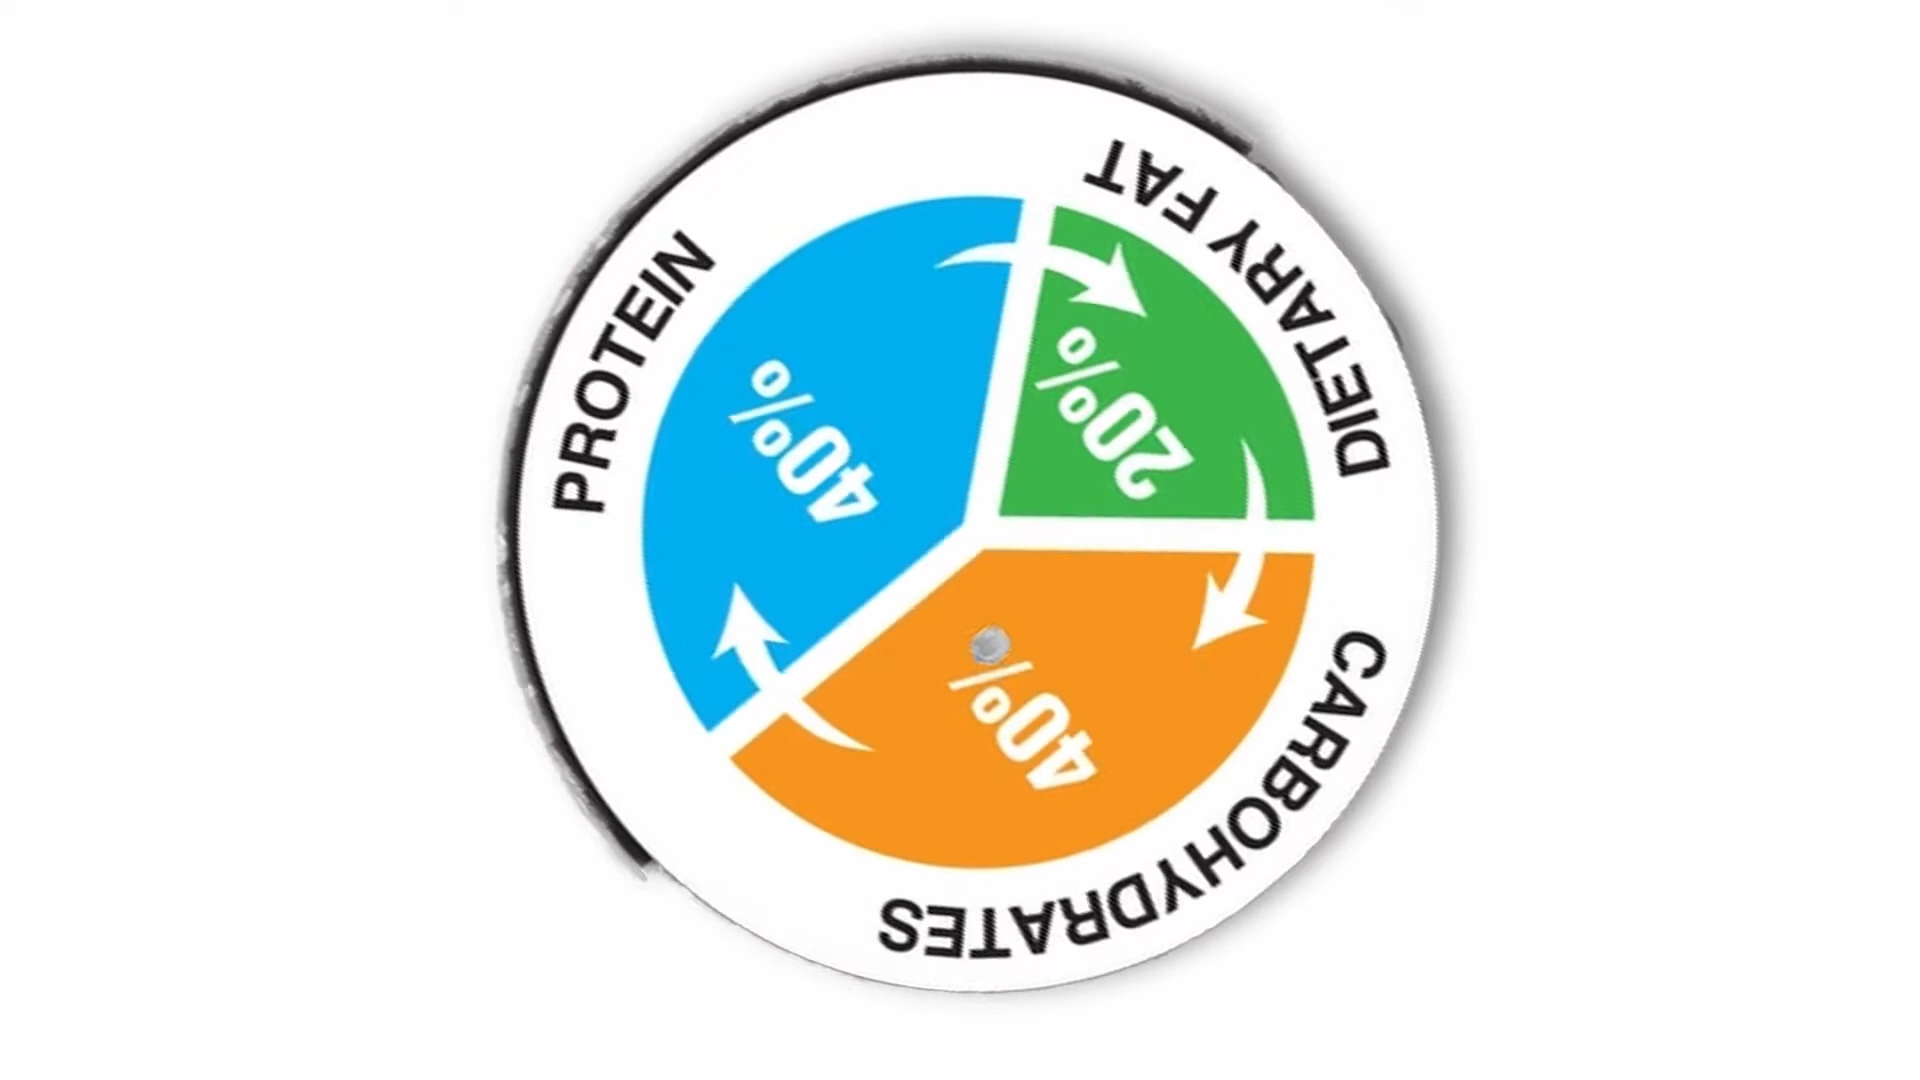 PROTEIN
40%
DIETARY FAT
20%
CARBOHYDRATES
40%